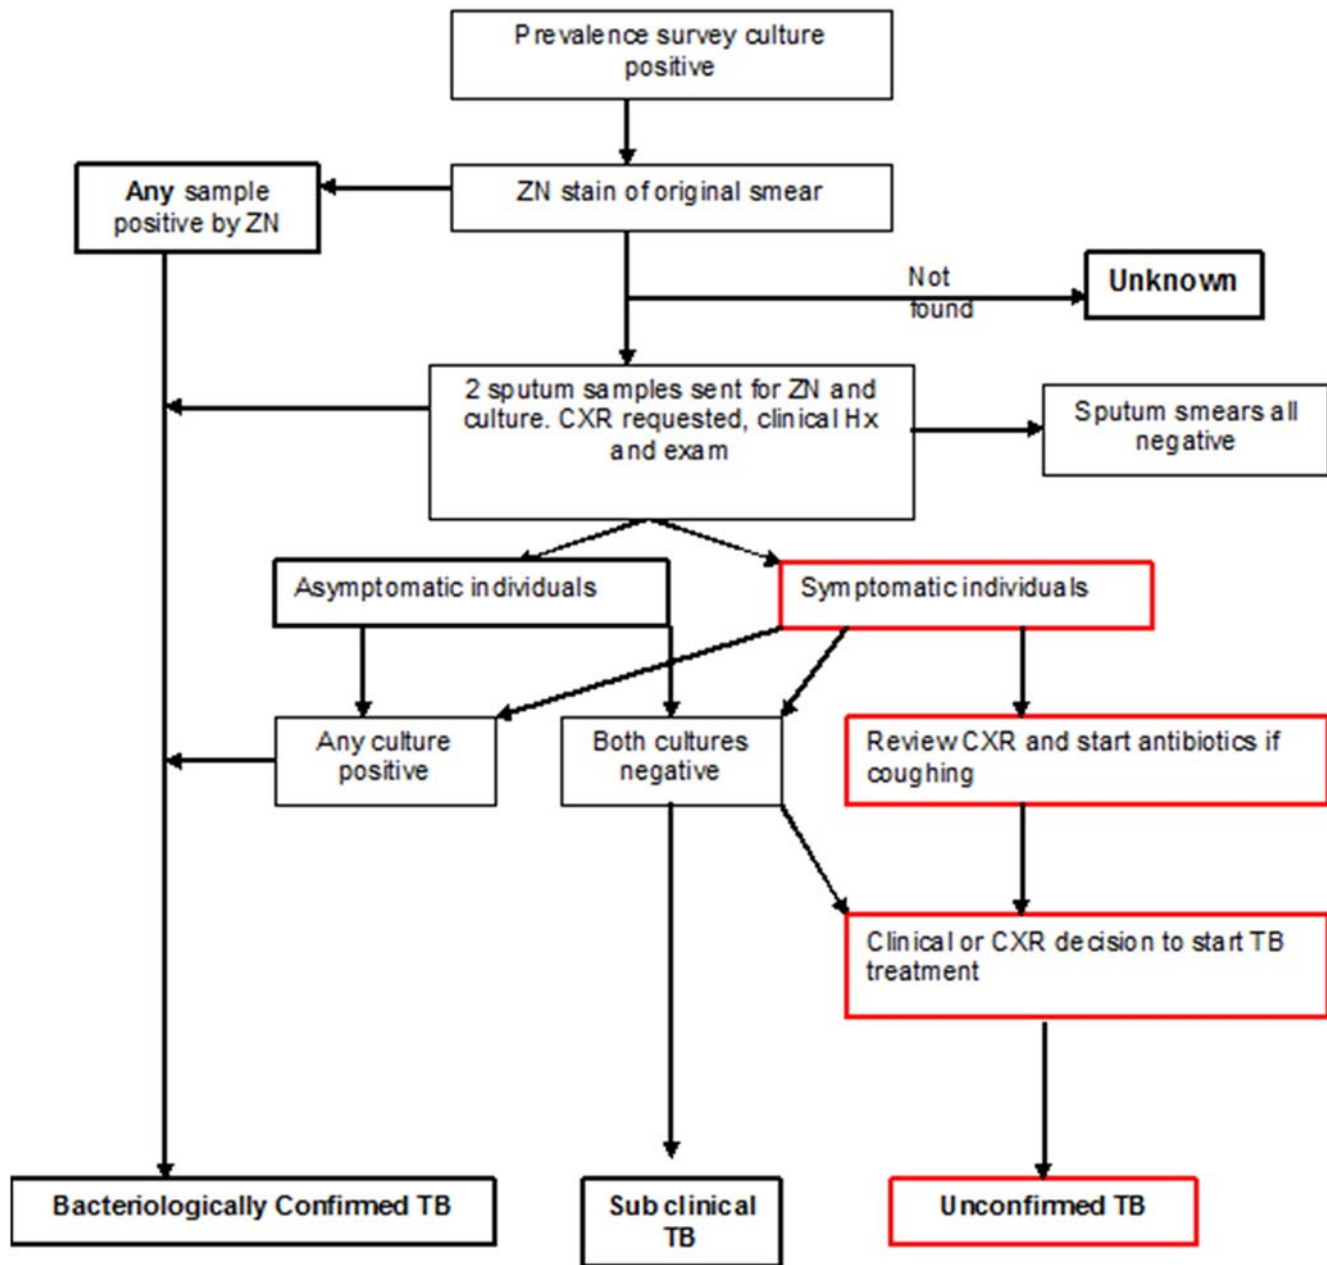 Prevalence survey culture
positive
Any sample
positive by ZN
ZN stain of original smear
Not
found
Unknown
2 sputum samples sent for ZN and
culture. CXR requested, clinical Hx
and exam
Sputum smears all
negative
Asymptomatic individuals
Symptomatic individuals
Any culture
positive
Both cultures
negative
Review CXR and start antibiotics if
coughing
Clinical or CXR decision to start TB
treatment
Bacteriologically Confirmed TB
Sub clinical
TB
Unconfirmed TB